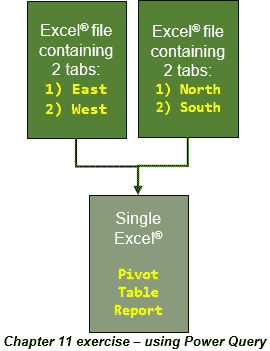 Excel® file
containing
2 tabs:
1) East
2) West
Excel® file
containing
2 tabs:
1) North
2) South
Single
Excel®
Pivot
Table
Report
Chapter 11 exercise – using Power Query